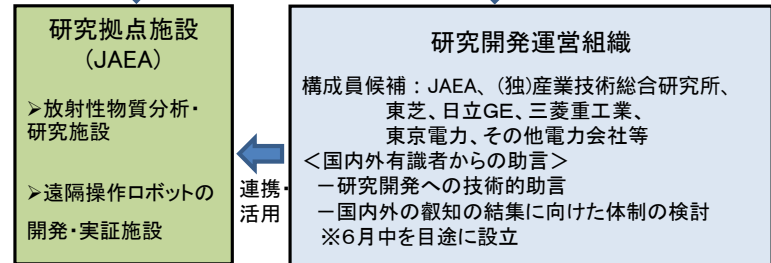 研究拠点施設
(JAEA)
➢放射性物質分析・
研究施設
➢遠隔操作ロボットの
開発・実証施設
連携・
活用
研究開発運営組織
構成員候補：JAEA、(独)産業技術総合研究所、
東芝、日立GE、三菱重工業、
東京電力、その他電力会社等
＜国内外有識者からの助言＞
－研究開発への技術的助言
－国内外の叡知の結集に向けた体制の検討
※６月中を目途に設立